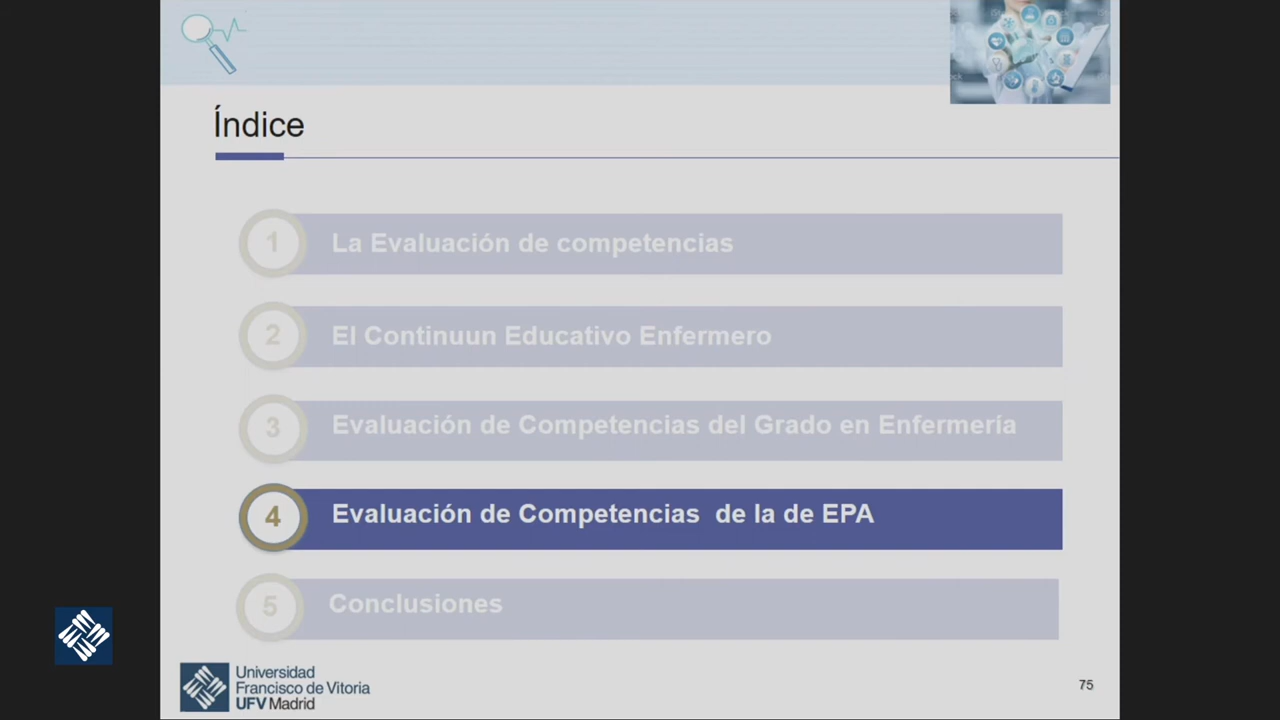 Índice
1
La Evaluación de competencias
2
El Continuun Educativo Enfermero
3
Evaluación de Competencias del Grado en Enfermería
4
Evaluación de Competencias de la de EPA
5
Conclusiones
Universidad
Francisco de Vitoria
UFV Madrid
75